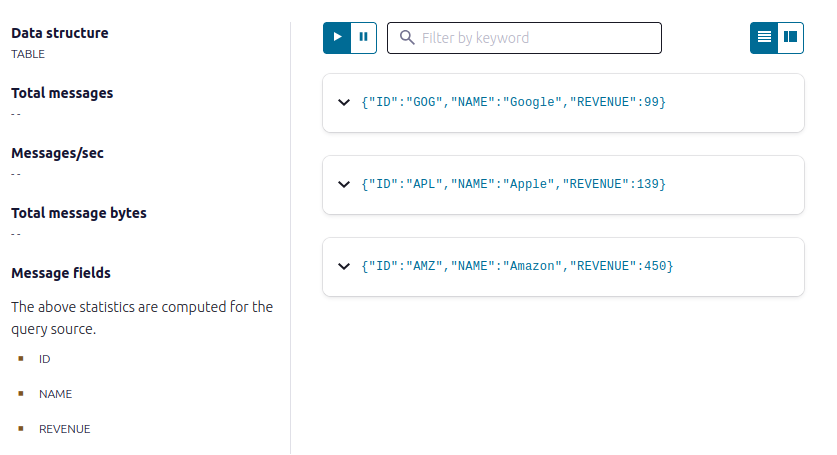 Data structure
TABLE
Total messages
--
Messages/sec
--
Total message bytes
--
Message fields
The above statistics are computed for the
query source.
ID
NAME
REVENUE
Filter by keyword
{"ID":"GOG","NAME":"Google","REVENUE":99}
{"ID":"APL","NAME":"Apple","REVENUE":139}
{"ID":"AMZ","NAME":"Amazon","REVENUE":450}